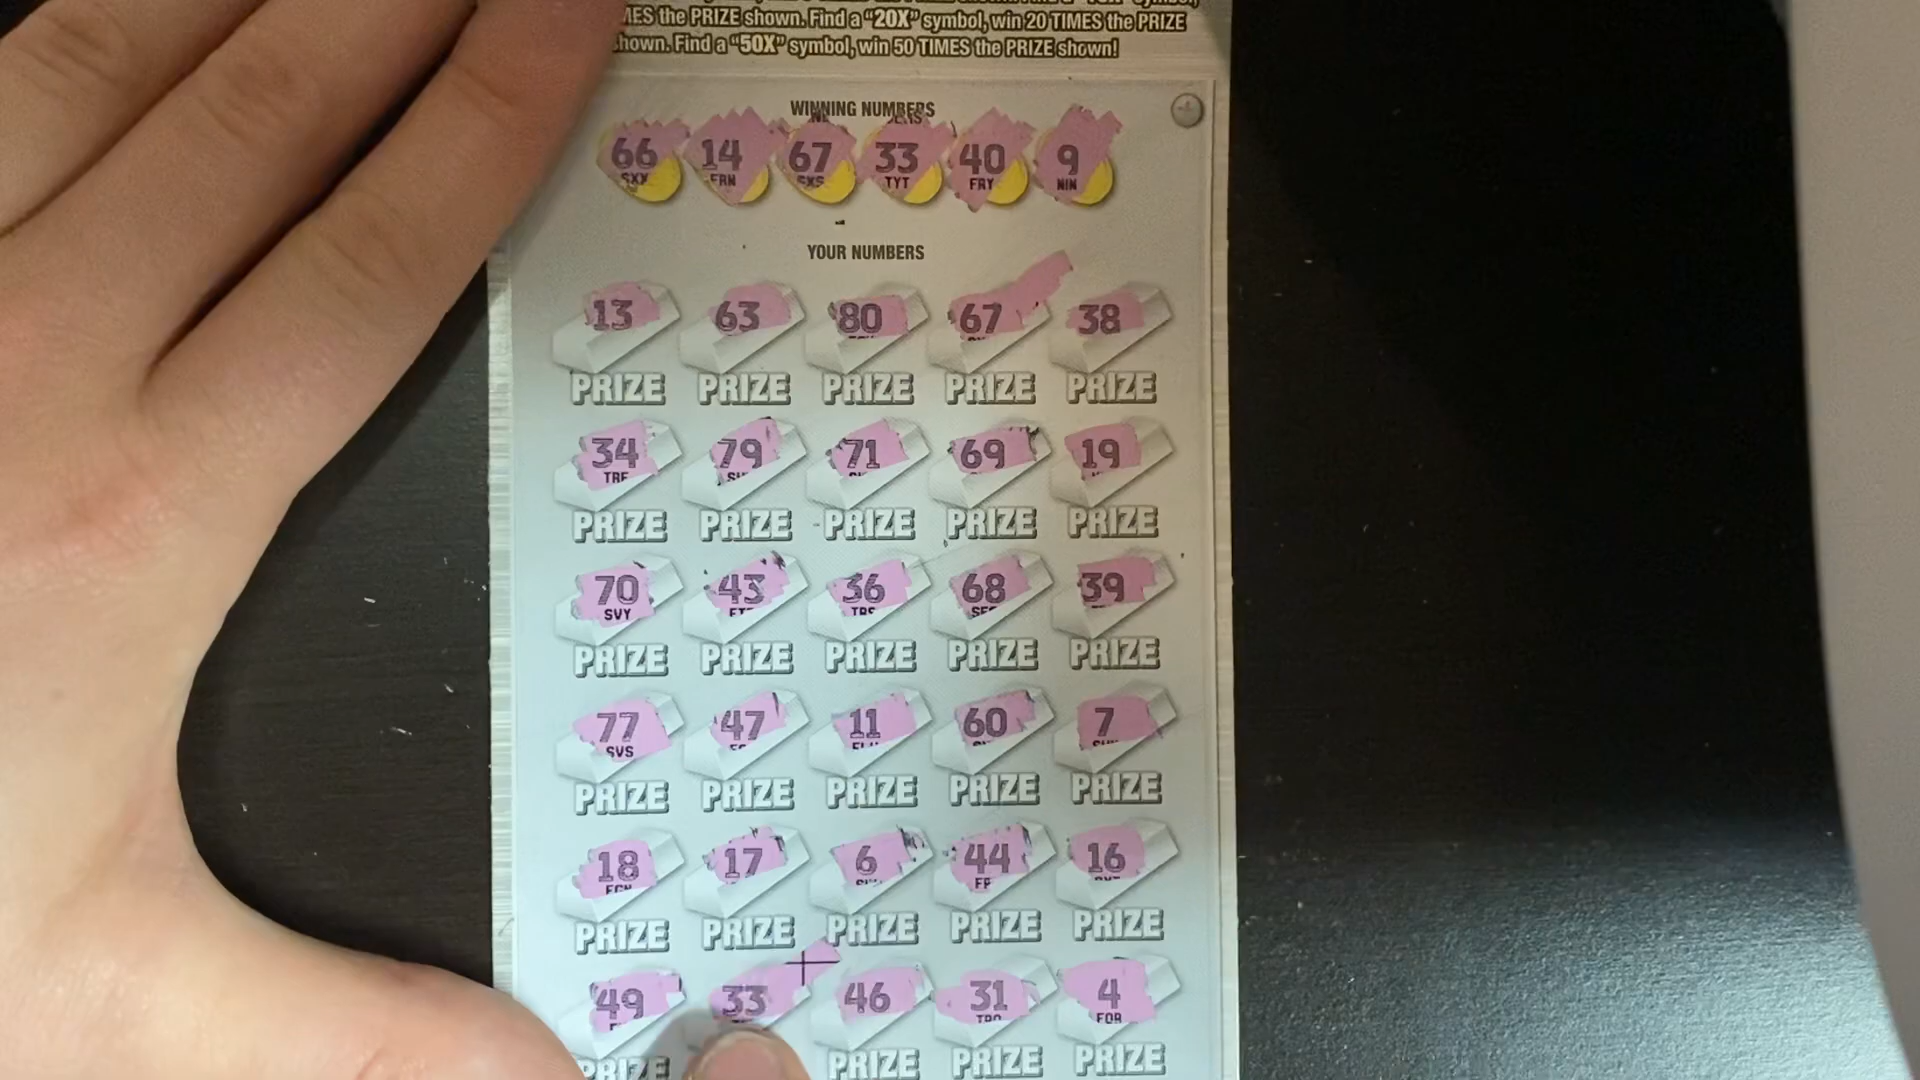 MES the PRIZE shown. Find a "20X" symbol, win 20 TIMES the PRIZE
shown. Find a "50X" symbol, win 50 TIMES the PRIZE shown!
WINNING NUMBERS
66 14 67 33 40 9
SXX FRN SXS TYT FRY NIN
YOUR NUMBERS
13 63 80 67 38
PRIZE PRIZE PRIZE PRIZE PRIZE
34 79 71 69 19
PRIZE PRIZE PRIZE PRIZE PRIZE
70 43 36 68 39
SVY
PRIZE PRIZE PRIZE PRIZE PRIZE
77 47 11 60 7
SVS
PRIZE PRIZE PRIZE PRIZE PRIZE
18 17 6 44 16
PRIZE PRIZE PRIZE PRIZE PRIZE
49 33 46 31 4
FOR
PRIZE PRIZE PRIZE PRIZE